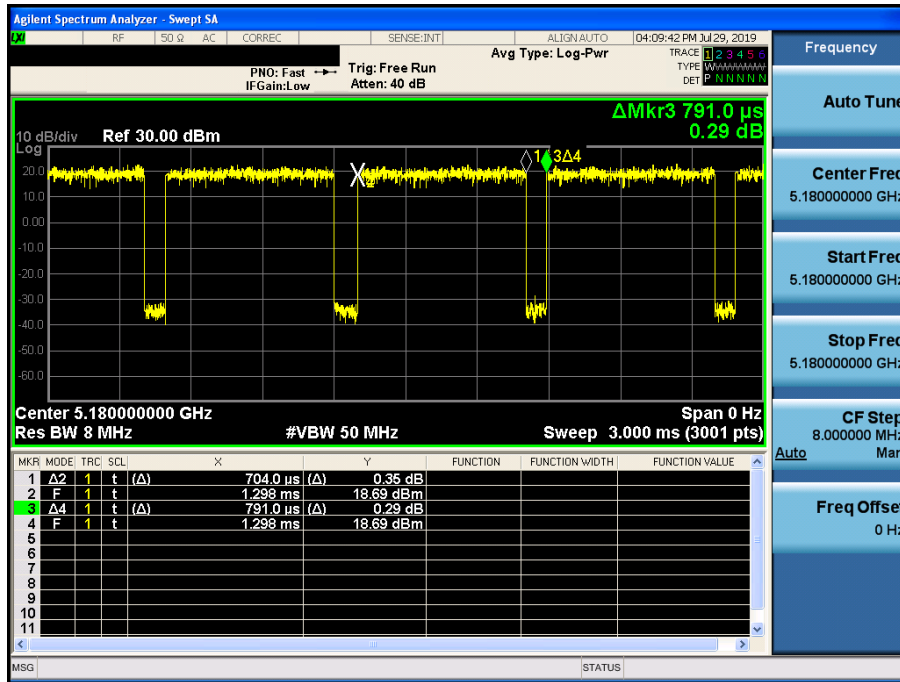 Agilent Spectrum Analyzer - Swept SA
LXI RF 50 Ω AC CORREC SENSE:INT ALIGN AUTO 04:09:42 PM Jul 29, 2019
Frequency
PNO: Fast Trig: Free Run Avg Type: Log-Pwr TRACE 1 2 3 4 5 6
IFGain:Low Atten: 40 dB TYPE W
DET P N N N N N
Auto Tune
ΔMkr3 791.0 µs
0.29 dB
10 dB/div Ref 30.00 dBm
Log
1 3Δ4
X2
20.0
10.0
0.00
-10.0
-20.0
-30.0
-40.0
-50.0
-60.0
Center Freq
5.180000000 GHz
Start Freq
5.180000000 GHz
Stop Freq
5.180000000 GHz
CF Step
8.000000 MHz
Auto Man
Freq Offset
0 Hz
Center 5.180000000 GHz Span 0 Hz
Res BW 8 MHz #VBW 50 MHz Sweep 3.000 ms (3001 pts)
MKR MODE TRC SCL X Y FUNCTION FUNCTION WIDTH FUNCTION VALUE
1 Δ2 1 t (Δ) 704.0 µs (Δ) 0.35 dB
2 F 1 t 1.298 ms 18.69 dBm
3 Δ4 1 t (Δ) 791.0 µs (Δ) 0.29 dB
4 F 1 t 1.298 ms 18.69 dBm
5
6
7
8
9
10
11
MSG STATUS